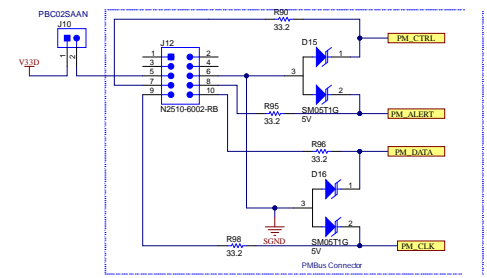 PBC02SAAN
J10
1
2
V33D
R90
33.2
PM_CTRL
J12
1 2
3 4
5 6
7 8
9 10
N2510-6002-RB
D15
1
3
2
SM05T1G
5V
R95
33.2
PM_ALERT
R96
33.2
PM_DATA
D16
1
3
2
SM05T1G
5V
SGND
R98
33.2
PM_CLK
PMBus Connector